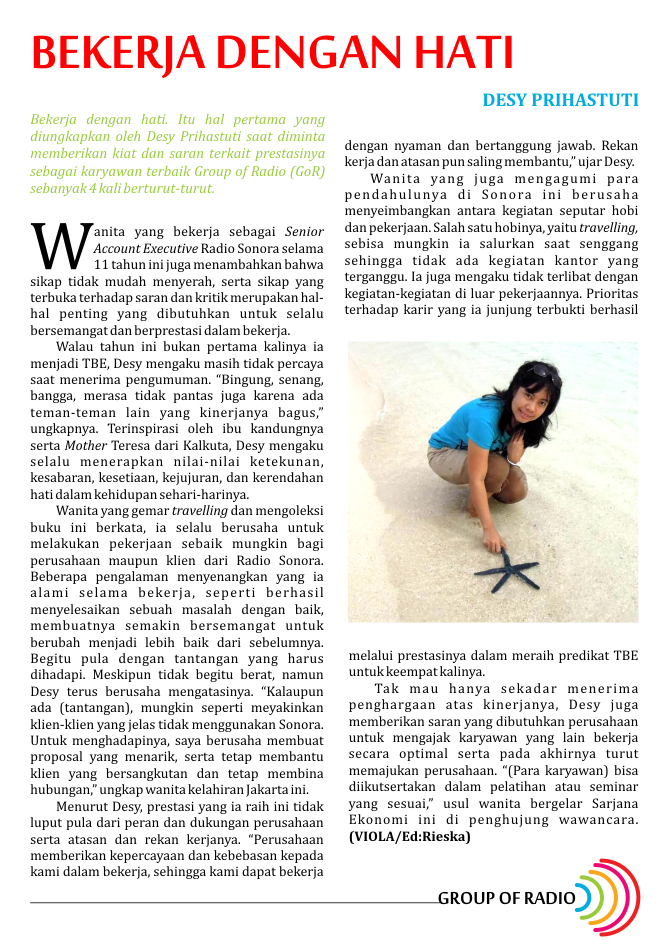 BEKERJA DENGAN HATI
DESY PRIHASTUTI
Bekerja dengan hati. Itu hal pertama yang
diungkapkan oleh Desy Prihastuti saat diminta
memberikan kiat dan saran terkait prestasinya
sebagai karyawan terbaik Group of Radio (GoR)
sebanyak 4 kali berturut-turut.
Wanita yang bekerja sebagai Senior
Account Executive Radio Sonora selama
11 tahun ini juga menambahkan bahwa
sikap tidak mudah menyerah, serta sikap yang
terbuka terhadap saran dan kritik merupakan hal-
hal penting yang dibutuhkan untuk selalu
bersemangat dan berprestasi dalam bekerja.
Walau tahun ini bukan pertama kalinya ia
menjadi TBE, Desy mengaku masih tidak percaya
saat menerima pengumuman. “Bingung, senang,
bangga, merasa tidak pantas juga karena ada
teman-teman lain yang kinerjanya bagus,”
ungkapnya. Terinspirasi oleh ibu kandungnya
serta Mother Teresa dari Kalkuta, Desy mengaku
selalu menerapkan nilai-nilai ketekunan,
kesabaran, kesetiaan, kejujuran, dan kerendahan
hati dalam kehidupan sehari-harinya.
Wanita yang gemar travelling dan mengoleksi
buku ini berkata, ia selalu berusaha untuk
melakukan pekerjaan sebaik mungkin bagi
perusahaan maupun klien dari Radio Sonora.
Beberapa pengalaman menyenangkan yang ia
alami selama bekerja, seperti berhasil
menyelesaikan sebuah masalah dengan baik,
membuatnya semakin bersemangat untuk
berubah menjadi lebih baik dari sebelumnya.
Begitu pula dengan tantangan yang harus
dihadapi. Meskipun tidak begitu berat, namun
Desy terus berusaha mengatasinya. “Kalaupun
ada (tantangan), mungkin seperti meyakinkan
klien-klien yang jelas tidak menggunakan Sonora.
Untuk menghadapinya, saya berusaha membuat
proposal yang menarik, serta tetap membantu
klien yang bersangkutan dan tetap membina
hubungan,” ungkap wanita kelahiran Jakarta ini.
Menurut Desy, prestasi yang ia raih ini tidak
luput pula dari peran dan dukungan perusahaan
serta atasan dan rekan kerjanya. “Perusahaan
memberikan kepercayaan dan kebebasan kepada
kami dalam bekerja, sehingga kami dapat bekerja
dengan nyaman dan bertanggung jawab. Rekan
kerja dan atasan pun saling membantu,” ujar Desy.
Wanita yang juga mengagumi para
pendahulunya di Sonora ini berusaha
menyeimbangkan antara kegiatan seputar hobi
dan pekerjaan. Salah satu hobinya, yaitu travelling,
sebisa mungkin ia salurkan saat senggang
sehingga tidak ada kegiatan kantor yang
terganggu. Ia juga mengaku tidak terlibat dengan
kegiatan-kegiatan di luar pekerjaannya. Prioritas
terhadap karir yang ia junjung terbukti berhasil
melalui prestasinya dalam meraih predikat TBE
untuk keempat kalinya.
Tak mau hanya sekadar menerima
penghargaan atas kinerjanya, Desy juga
memberikan saran yang dibutuhkan perusahaan
untuk mengajak karyawan yang lain bekerja
secara optimal serta pada akhirnya turut
memajukan perusahaan. “(Para karyawan) bisa
diikutsertakan dalam pelatihan atau seminar
yang sesuai,” usul wanita bergelar Sarjana
Ekonomi ini di penghujung wawancara.
(VIOLA/Ed:Rieska)
GROUP OF RADIO